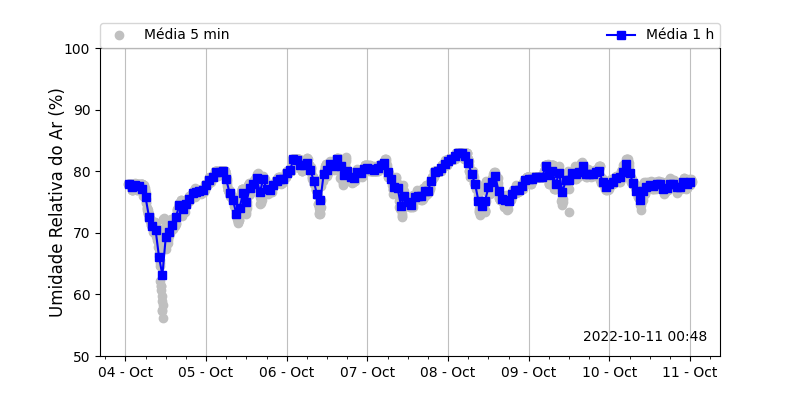 Média 5 min Média 1 h
100
90
80
70
60
50
Umidade Relativa do Ar (%)
2022-10-11 00:48
04 - Oct 05 - Oct 06 - Oct 07 - Oct 08 - Oct 09 - Oct 10 - Oct 11 - Oct